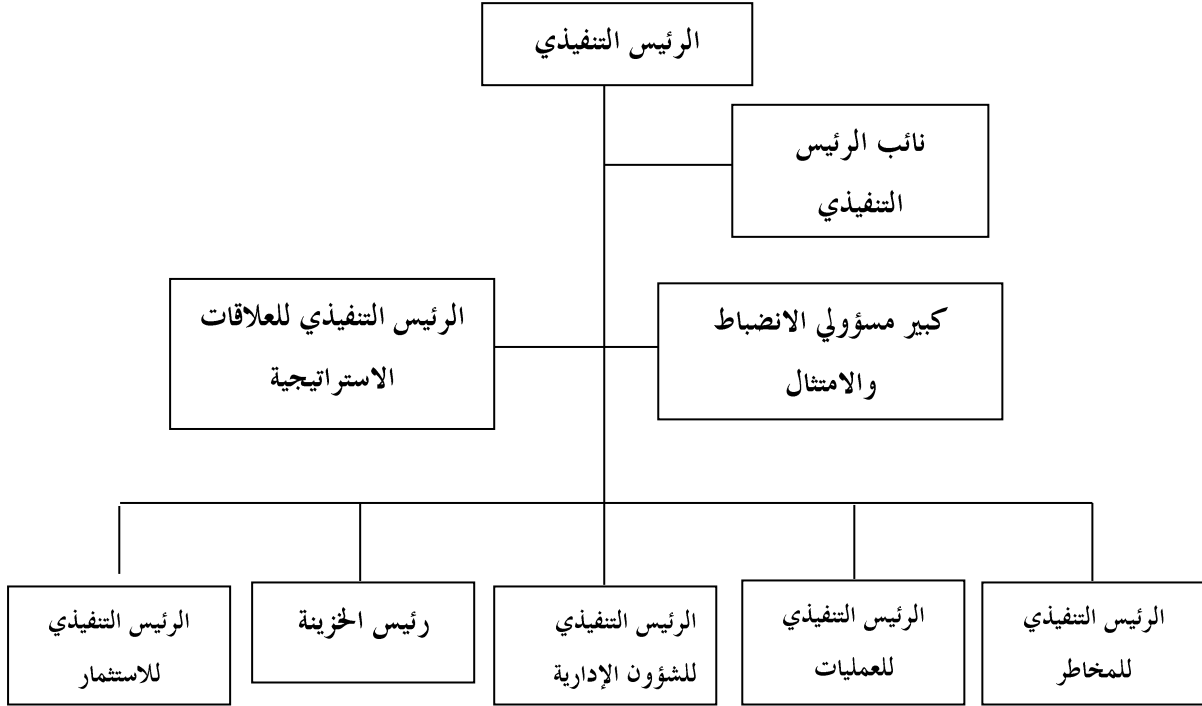 الرئيس التنفيذي
نائب الرئيس
التنفيذي
كبير مسؤولي الانضباط
والامتثال
الرئيس التنفيذي للعلاقات
الاستراتيجية
الرئيس التنفيذي
للمخاطر
الرئيس التنفيذي
للعمليات
الرئيس التنفيذي
للشؤون الإدارية
رئيس الخزينة
الرئيس التنفيذي
للاستثمار